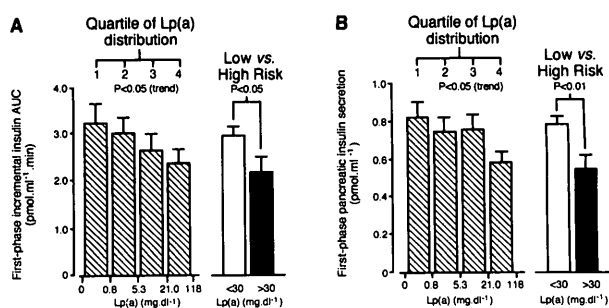 A
Quartile of Lp(a)
distribution
1 2 3 4
P<0.05 (trend)
Low vs.
High Risk
P<0.05
First-phase incremental insulin AUC
(pmol.ml⁻¹.min)
4.0
3.0
2.0
1.0
0
0 0.8 5.3 21.0 118
Lp(a) (mg.dl⁻¹)
<30 >30
Lp(a) (mg.dl⁻¹)
B
Quartile of Lp(a)
distribution
1 2 3 4
P<0.05 (trend)
Low vs.
High Risk
P<0.01
First-phase pancreatic insulin secretion
(pmol.ml⁻¹)
1.0
0.8
0.6
0.4
0.2
0
0 0.8 5.3 21.0 118
Lp(a) (mg.dl⁻¹)
<30 >30
Lp(a) (mg.dl⁻¹)